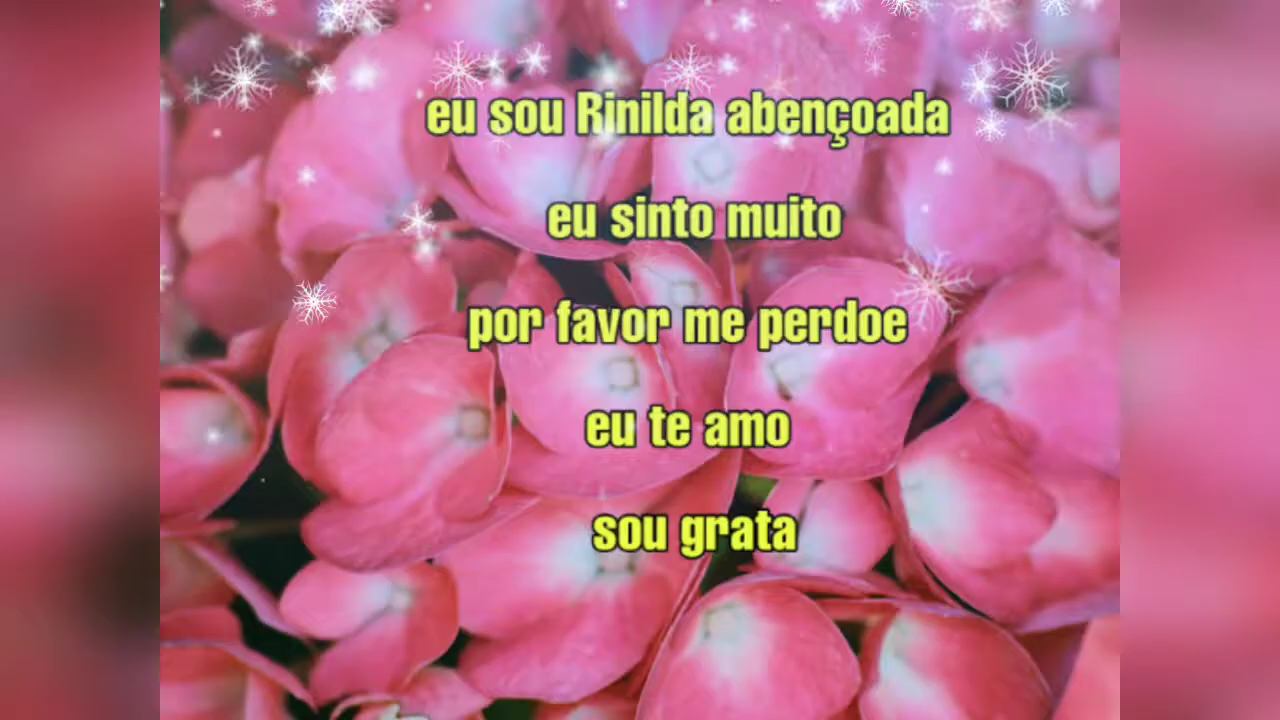 eu sou Rinilda abençoada
eu sinto muito
por favor me perdoe
eu te amo
sou grata